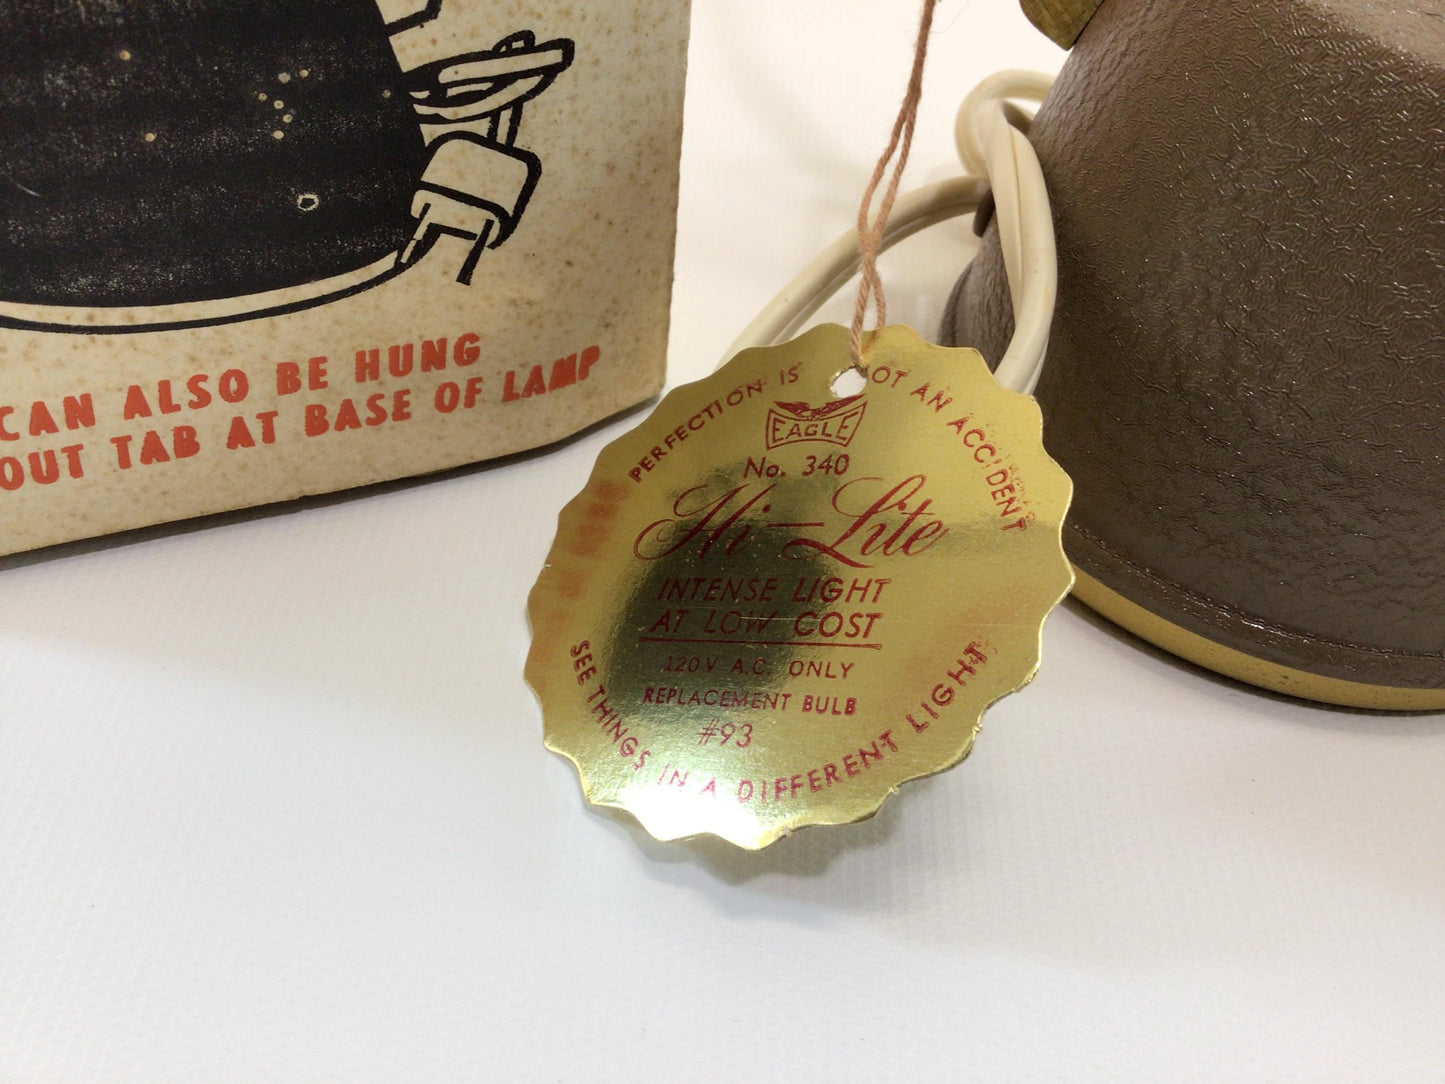 CAN ALSO BE HUNG
OUT TAB AT BASE OF LAMP
PERFECTION IS OT AN ACCIDENT
EAGLE
No. 340
Hi-Lite
INTENSE LIGHT
AT LOW COST
120V A.C. ONLY
REPLACEMENT BULB
#93
SEE THINGS IN A DIFFERENT LIGHT